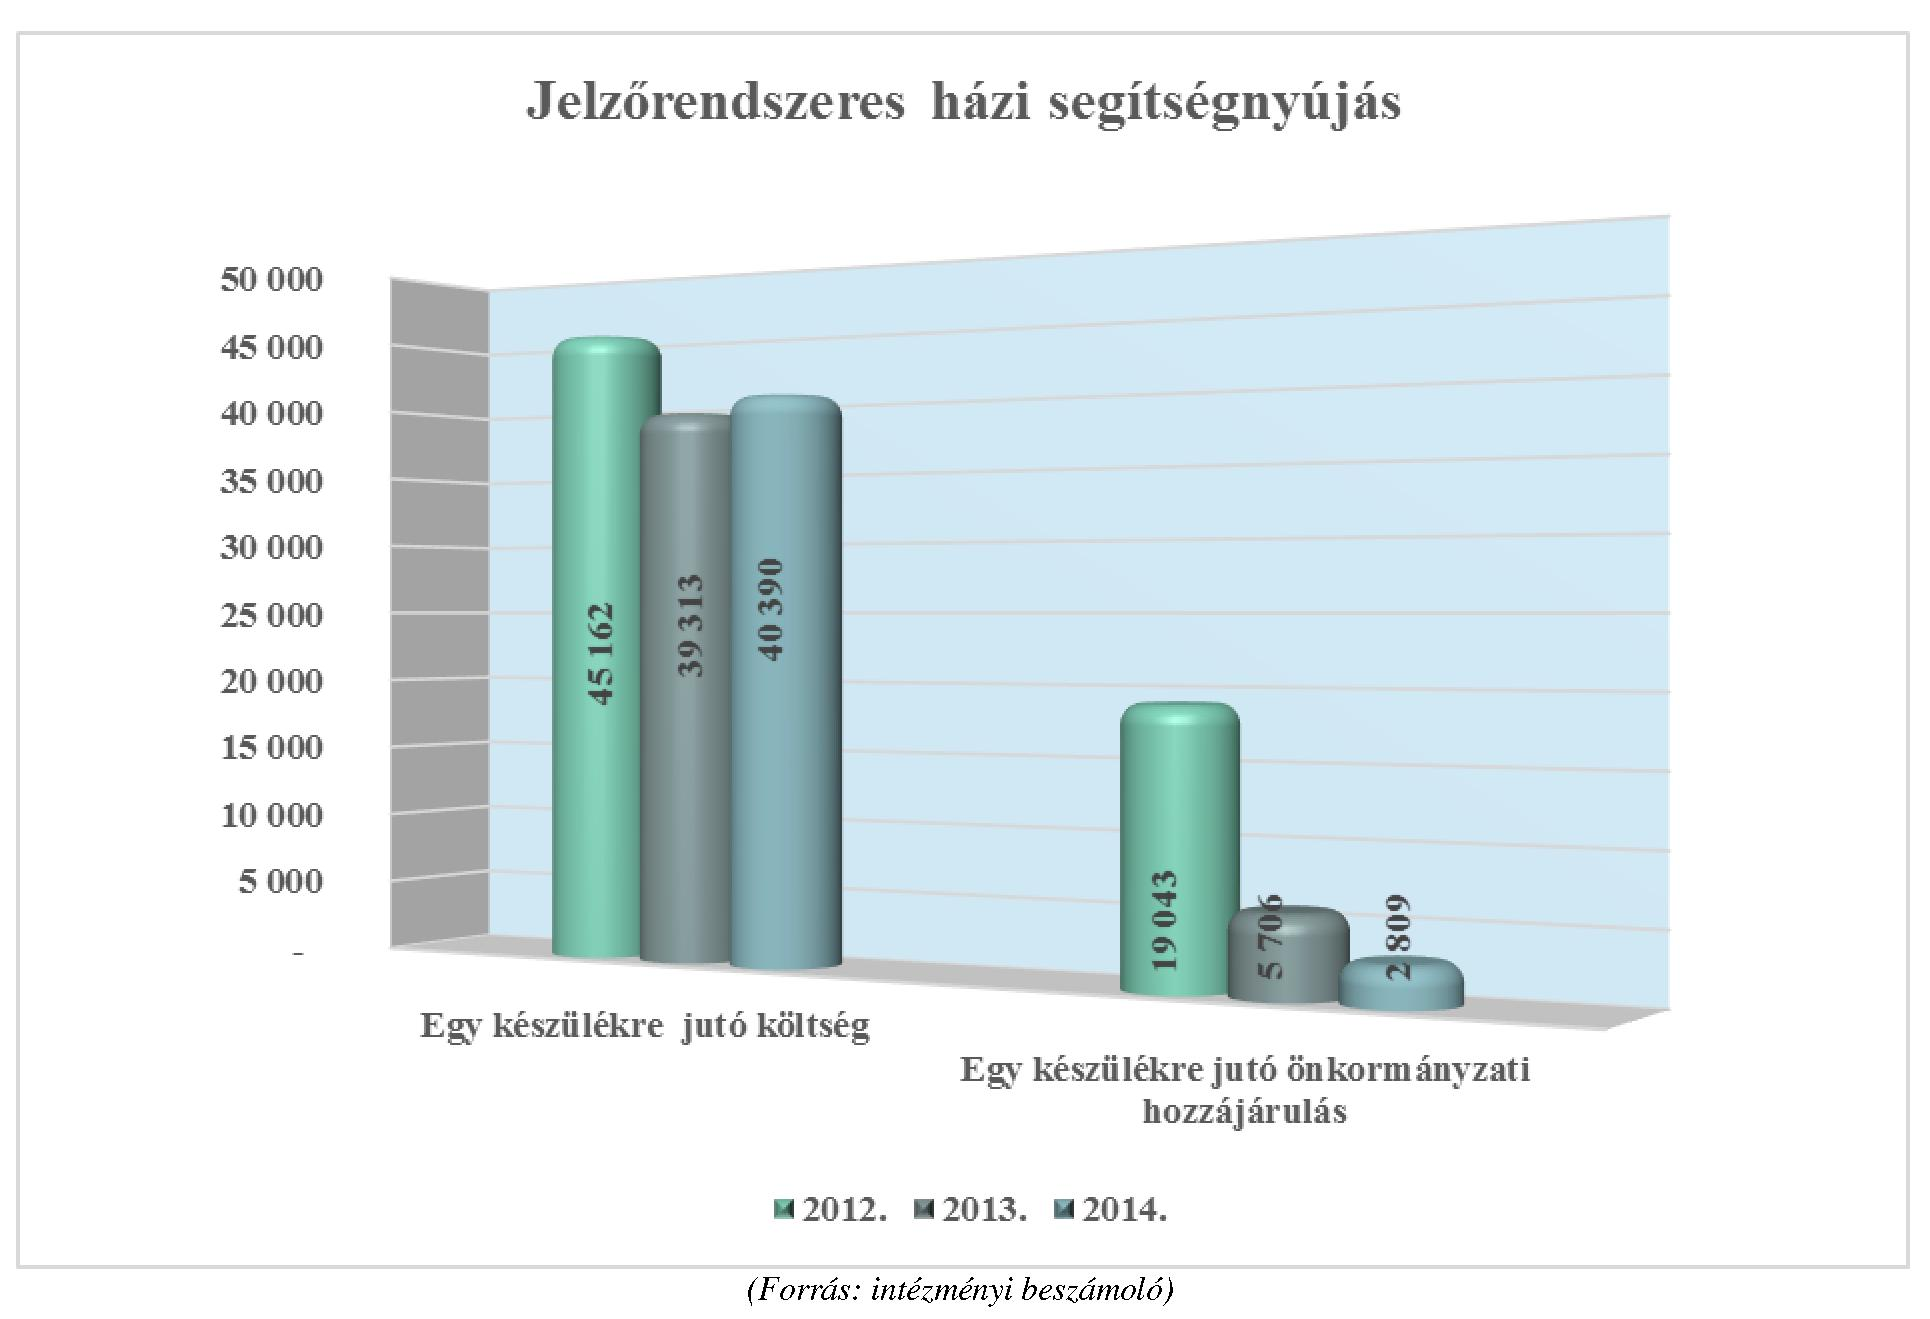 Jelzőrendszeres házi segítségnyújás
50 000
45 000
40 000
35 000
30 000
25 000
20 000
15 000
10 000
5 000
-
45 162
39 313
40 390
19 043
5 706
2 809
Egy készülékre jutó költség
Egy készülékre jutó önkormányzati
hozzájárulás
2012. 2013. 2014.
(Forrás: intézményi beszámoló)